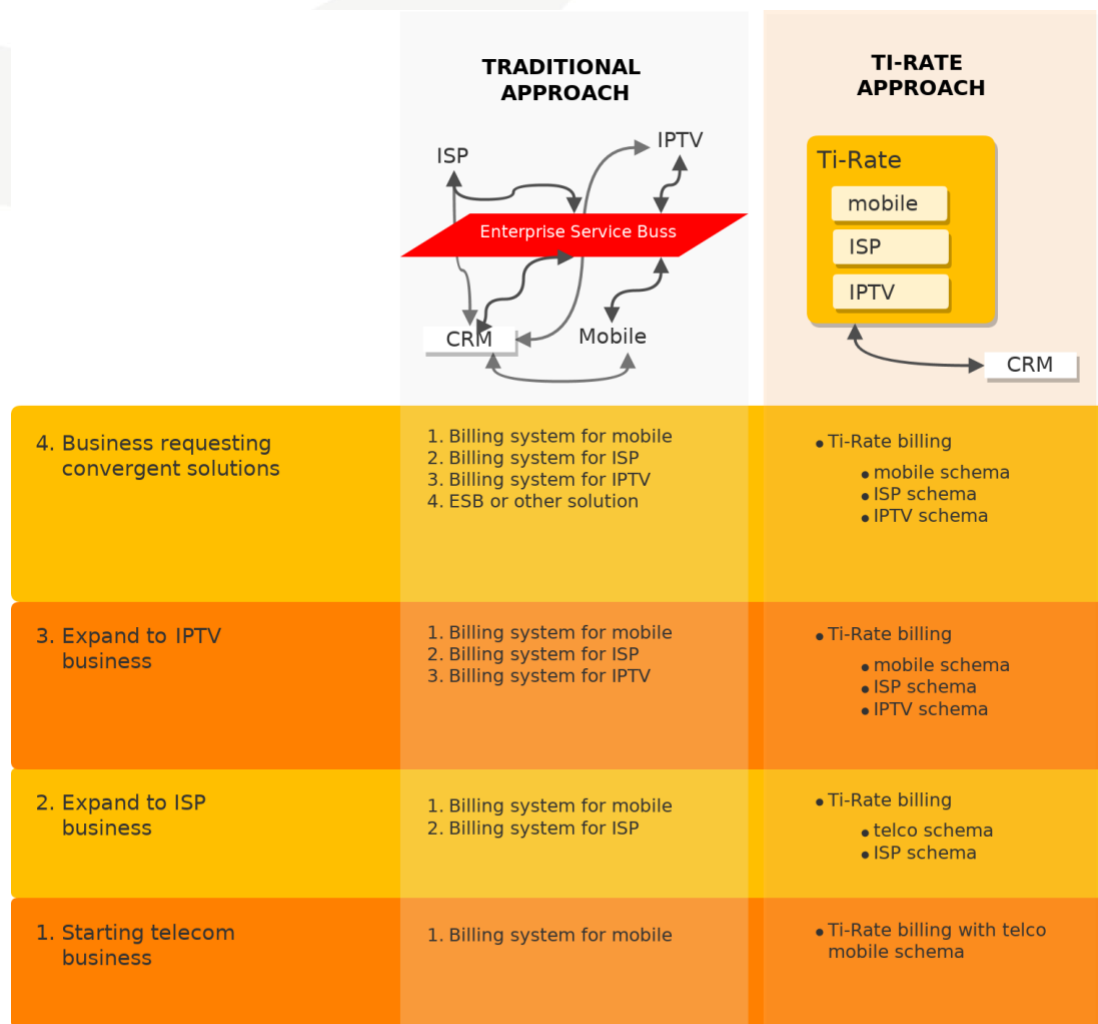 TRADITIONAL
APPROACH
TI-RATE
APPROACH
ISP
IPTV
Enterprise Service Buss
CRM
Mobile
Ti-Rate
mobile
ISP
IPTV
CRM
4. Business requesting
convergent solutions
1. Billing system for mobile
2. Billing system for ISP
3. Billing system for IPTV
4. ESB or other solution
• Ti-Rate billing
• mobile schema
• ISP schema
• IPTV schema
3. Expand to IPTV
business
1. Billing system for mobile
2. Billing system for ISP
3. Billing system for IPTV
• Ti-Rate billing
• mobile schema
• ISP schema
• IPTV schema
2. Expand to ISP
business
1. Billing system for mobile
2. Billing system for ISP
• Ti-Rate billing
• telco schema
• ISP schema
1. Starting telecom
business
1. Billing system for mobile
• Ti-Rate billing with telco
mobile schema